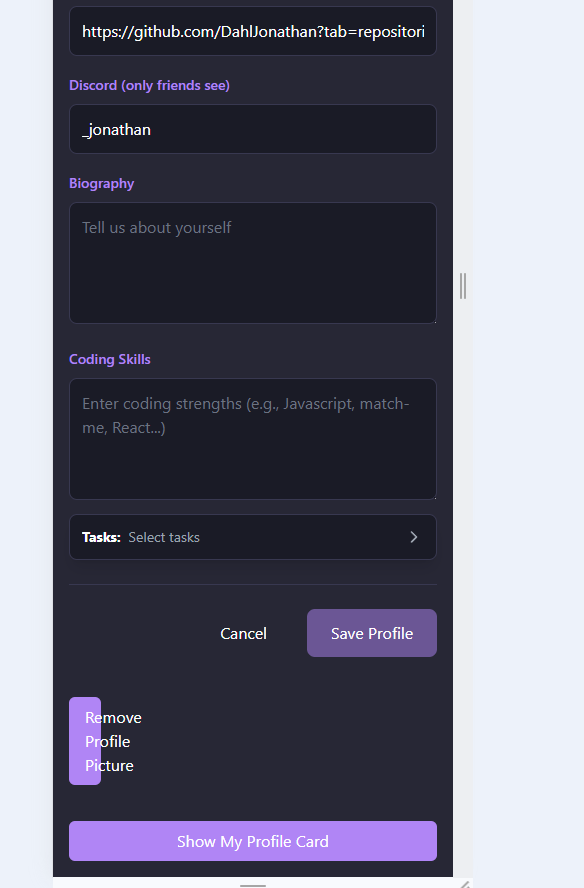 https://github.com/DahlJonathan?tab=repositori
Discord (only friends see)
_jonathan
Biography
Tell us about yourself
Coding Skills
Enter coding strengths (e.g., Javascript, match-
me, React...)
Tasks: Select tasks
Cancel
Save Profile
Remove
Profile
Picture
Show My Profile Card